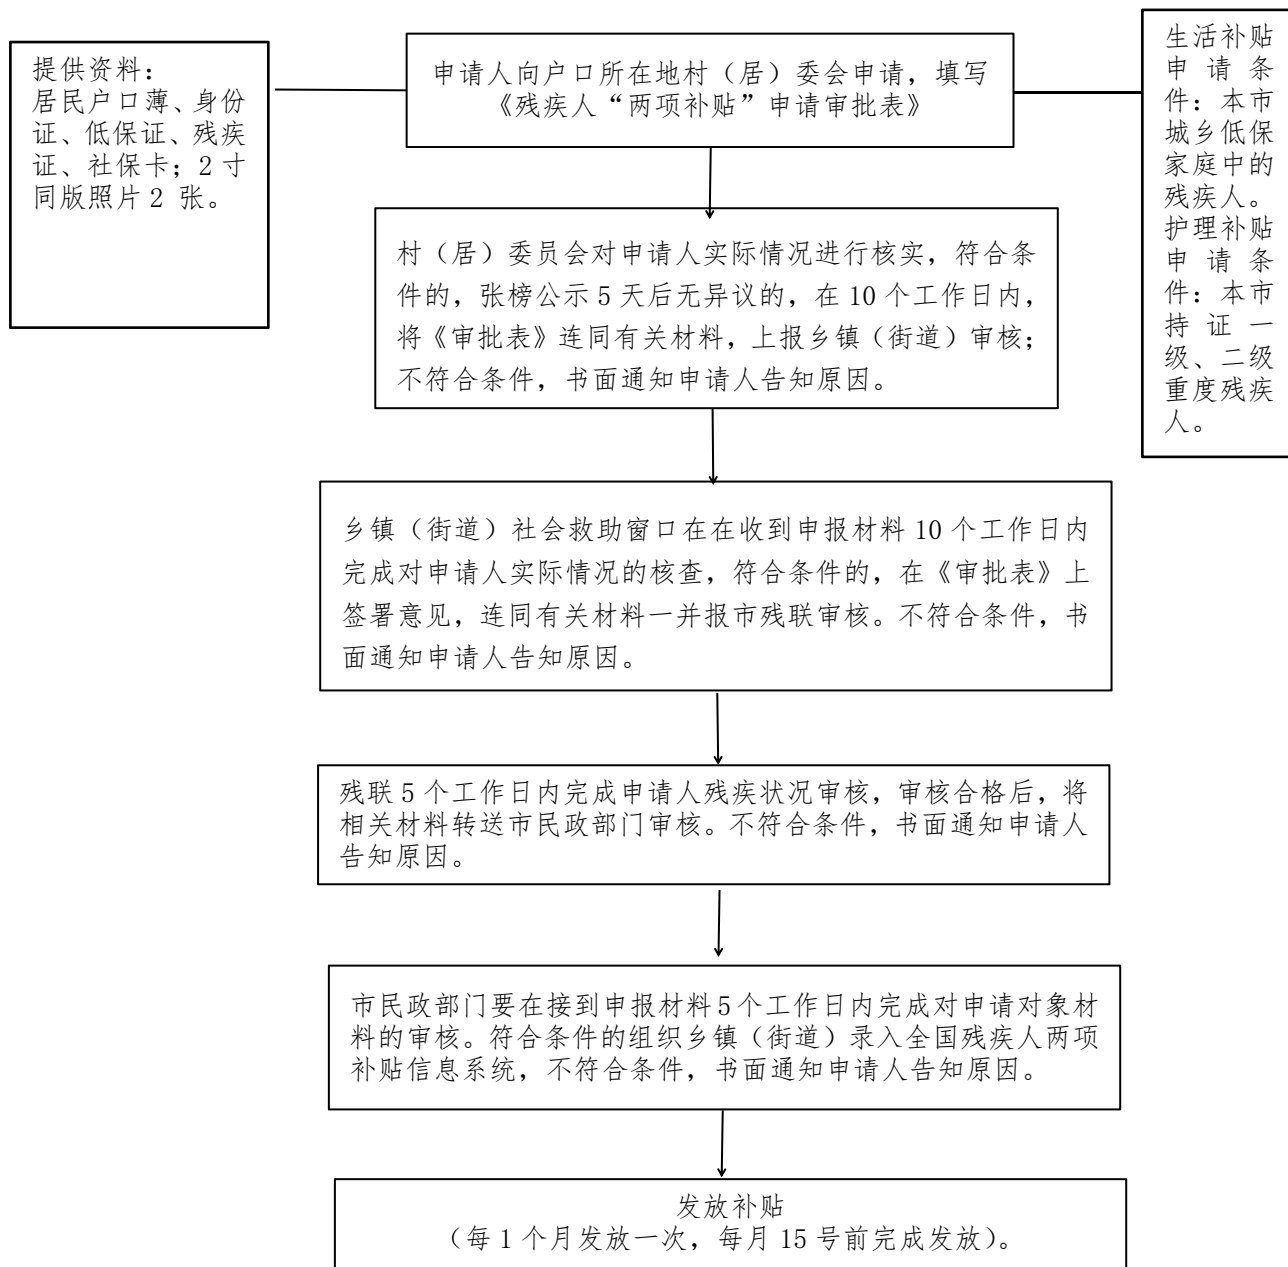 提供资料：
居民户口薄、身份
证、低保证、残疾
证、社保卡；2 寸
同版照片 2 张。
申请人向户口所在地村（居）委会申请，填写
《残疾人“两项补贴”申请审批表》
生活补贴
申请条
件：本市
城乡低保
家庭中的
残疾人。
护理补贴
申请条
件：本市
持证一
级、二级
重度残疾
人。
村（居）委员会对申请人实际情况进行核实，符合条
件的，张榜公示 5 天后无异议的，在 10 个工作日内，
将《审批表》连同有关材料，上报乡镇（街道）审核；
不符合条件，书面通知申请人告知原因。
乡镇（街道）社会救助窗口在在收到申报材料 10 个工作日内
完成对申请人实际情况的核查，符合条件的，在《审批表》上
签署意见，连同有关材料一并报市残联审核。不符合条件，书
面通知申请人告知原因。
残联 5 个工作日内完成申请人残疾状况审核，审核合格后，将
相关材料转送市民政部门审核。不符合条件，书面通知申请人
告知原因。
市民政部门要在接到申报材料 5 个工作日内完成对申请对象材
料的审核。符合条件的组织乡镇（街道）录入全国残疾人两项
补贴信息系统，不符合条件，书面通知申请人告知原因。
发放补贴
（每 1 个月发放一次，每月 15 号前完成发放）。